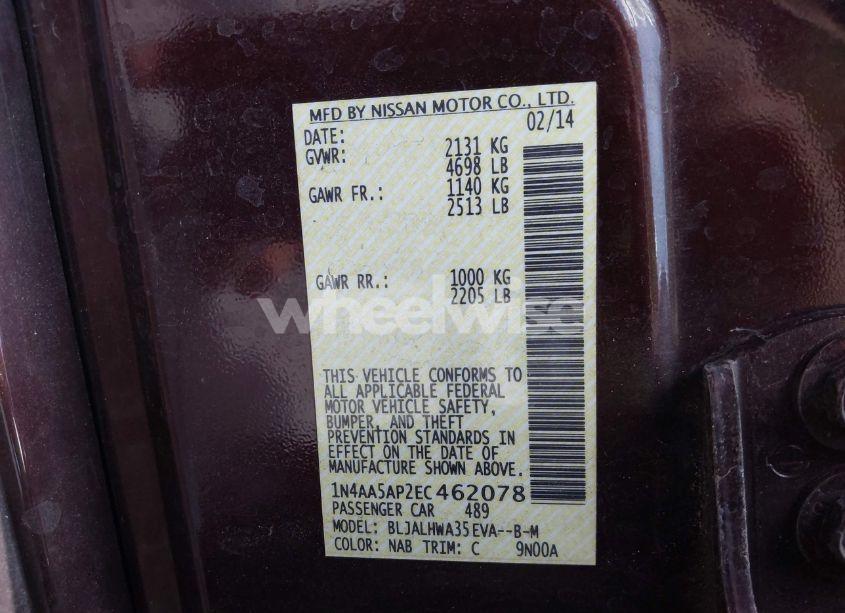 MFD BY NISSAN MOTOR CO., LTD.
DATE: 02/14
GVWR: 2131 KG
4698 LB
GAWR FR.: 1140 KG
2513 LB
GAWR RR.: 1000 KG
2205 LB
wheelwise
THIS VEHICLE CONFORMS TO
ALL APPLICABLE FEDERAL
MOTOR VEHICLE SAFETY,
BUMPER, AND THEFT
PREVENTION STANDARDS IN
EFFECT ON THE DATE OF
MANUFACTURE SHOWN ABOVE.
1N4AA5AP2EC462078
PASSENGER CAR 489
MODEL: BLJALHWA35EVA--B-M
COLOR: NAB TRIM: C 9N00A